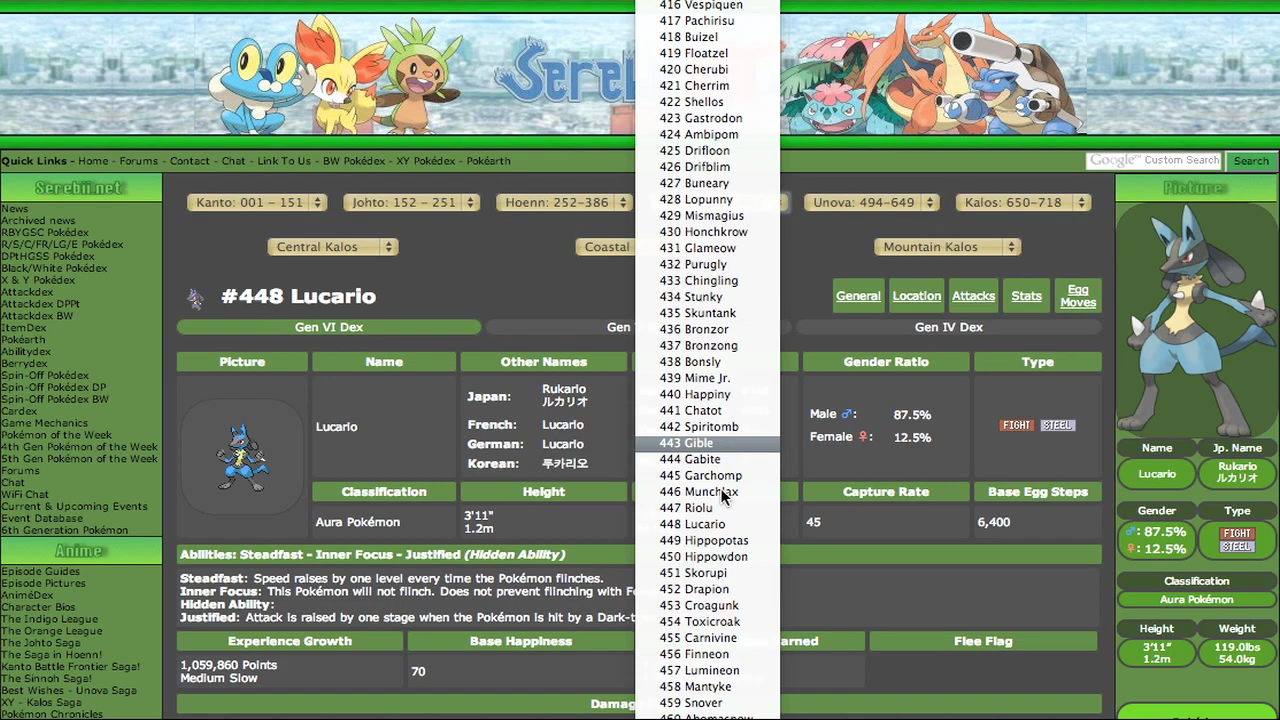 Sere
Quick Links - Home - Forums - Contact - Chat - Link To Us - BW Pokédex - XY Pokédex - Pokéarth
Google™ Custom Search
Search
Serebii.net
News
Archived news
RBYGSC Pokédex
R/S/C/FR/LG/E Pokédex
DPtHGSS Pokédex
Black/White Pokédex
X & Y Pokédex
Attackdex
Attackdex DPPt
Attackdex BW
ItemDex
Pokéarth
Abilitydex
Berrydex
Spin-Off Pokédex
Spin-Off Pokédex DP
Spin-Off Pokédex BW
Cardex
Game Mechanics
Pokémon of the Week
4th Gen Pokémon of the Week
5th Gen Pokémon of the Week
Forums
Chat
WiFi Chat
Current & Upcoming Events
Event Database
6th Generation Pokémon
Anime
Episode Guides
Episode Pictures
AniméDex
Character Bios
The Indigo League
The Orange League
The Johto Saga
The Saga in Hoenn!
Kanto Battle Frontier Saga!
The Sinnoh Saga!
Best Wishes - Unova Saga
XY - Kalos Saga
Pokémon Chronicles
Kanto: 001 - 151
Johto: 152 - 251
Hoenn: 252-386
Unova: 494-649
Kalos: 650-718
Central Kalos
Coastal
Mountain Kalos
#448 Lucario
General
Location
Attacks
Stats
Egg
Moves
Gen VI Dex
Gen
Gen IV Dex
Picture
Name
Other Names
Gender Ratio
Type
Lucario
Japan:
Rukario
ルカリオ
French:
Lucario
German:
Lucario
Korean:
루카리오
Male ♂:
87.5%
Female ♀:
12.5%
FIGHT
STEEL
Classification
Height
Capture Rate
Base Egg Steps
Aura Pokémon
3'11"
1.2m
45
6,400
Abilities: Steadfast - Inner Focus - Justified (Hidden Ability)
Steadfast: Speed raises by one level every time the Pokémon flinches.
Inner Focus: This Pokémon will not flinch. Does not prevent flinching with Fo
Hidden Ability:
Justified: Attack is raised by one stage when the Pokémon is hit by a Dark-t
Experience Growth
Base Happiness
arned
Flee Flag
1,059,860 Points
Medium Slow
70
Damag
416 Vespiquen
417 Pachirisu
418 Buizel
419 Floatzel
420 Cherubi
421 Cherrim
422 Shellos
423 Gastrodon
424 Ambipom
425 Drifloon
426 Drifblim
427 Buneary
428 Lopunny
429 Mismagius
430 Honchkrow
431 Glameow
432 Purugly
433 Chingling
434 Stunky
435 Skuntank
436 Bronzor
437 Bronzong
438 Bonsly
439 Mime Jr.
440 Happiny
441 Chatot
442 Spiritomb
443 Gible
444 Gabite
445 Garchomp
446 Munchlax
447 Riolu
448 Lucario
449 Hippopotas
450 Hippowdon
451 Skorupi
452 Drapion
453 Croagunk
454 Toxicroak
455 Carnivine
456 Finneon
457 Lumineon
458 Mantyke
459 Snover
460 Abomasnow
Picture
Name
Jp. Name
Lucario
Rukario
ルカリオ
Gender
Type
♂: 87.5%
♀: 12.5%
FIGHT
STEEL
Classification
Aura Pokémon
Height
Weight
3'11"
1.2m
119.0lbs
54.0kg